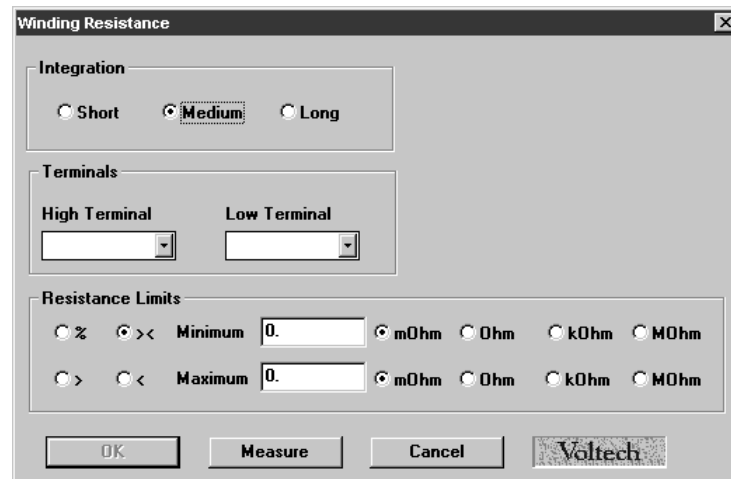 Winding Resistance
Integration
Short Medium Long
Terminals
High Terminal Low Terminal
Resistance Limits
% >< Minimum 0. mOhm Ohm kOhm MOhm
> < Maximum 0. mOhm Ohm kOhm MOhm
OK Measure Cancel Voltech